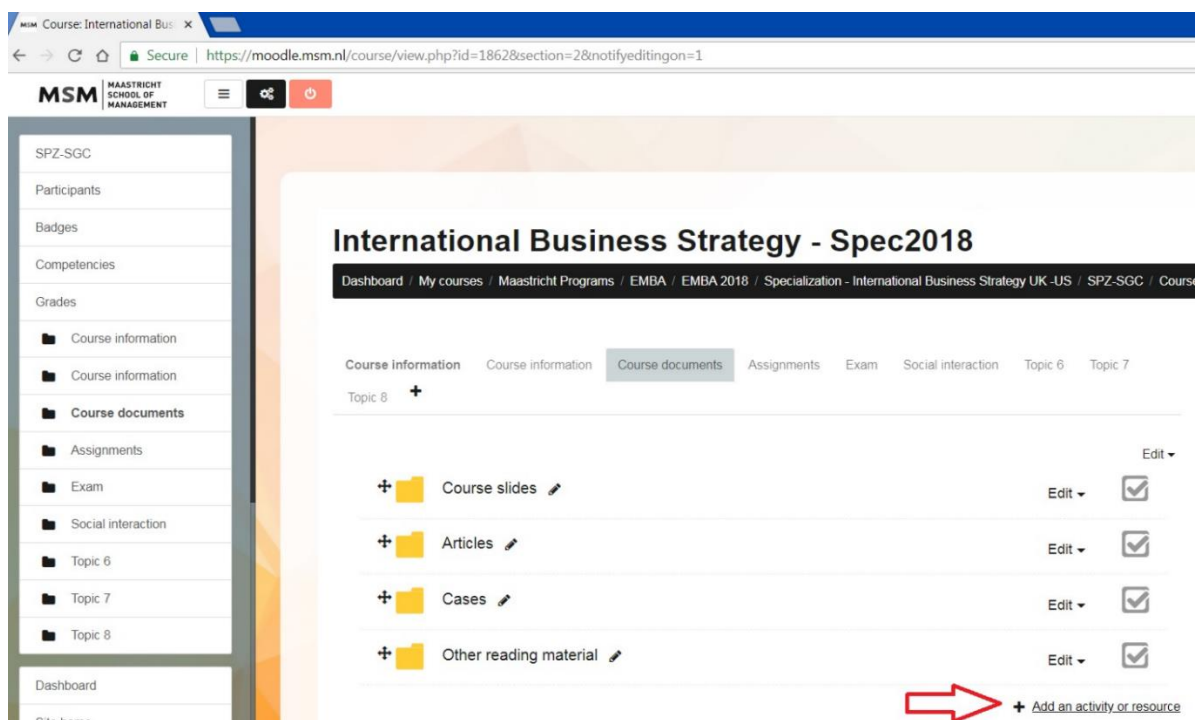 MSM Course: International Bus
Secure
https://moodle.msm.nl/course/view.php?id=1862&section=2&notifyeditingon=1
MSM MAASTRICHT
SCHOOL OF
MANAGEMENT
SPZ-SGC
Participants
Badges
Competencies
Grades
Course information
Course information
Course documents
Assignments
Exam
Social interaction
Topic 6
Topic 7
Topic 8
Dashboard
International Business Strategy - Spec2018
Dashboard / My courses / Maastricht Programs / EMBA / EMBA 2018 / Specialization - International Business Strategy UK -US / SPZ-SGC / Course
Course information Course information Course documents Assignments Exam Social interaction Topic 6 Topic 7
Topic 8 +
Edit
Course slides Edit
Articles Edit
Cases Edit
Other reading material Edit
+ Add an activity or resource